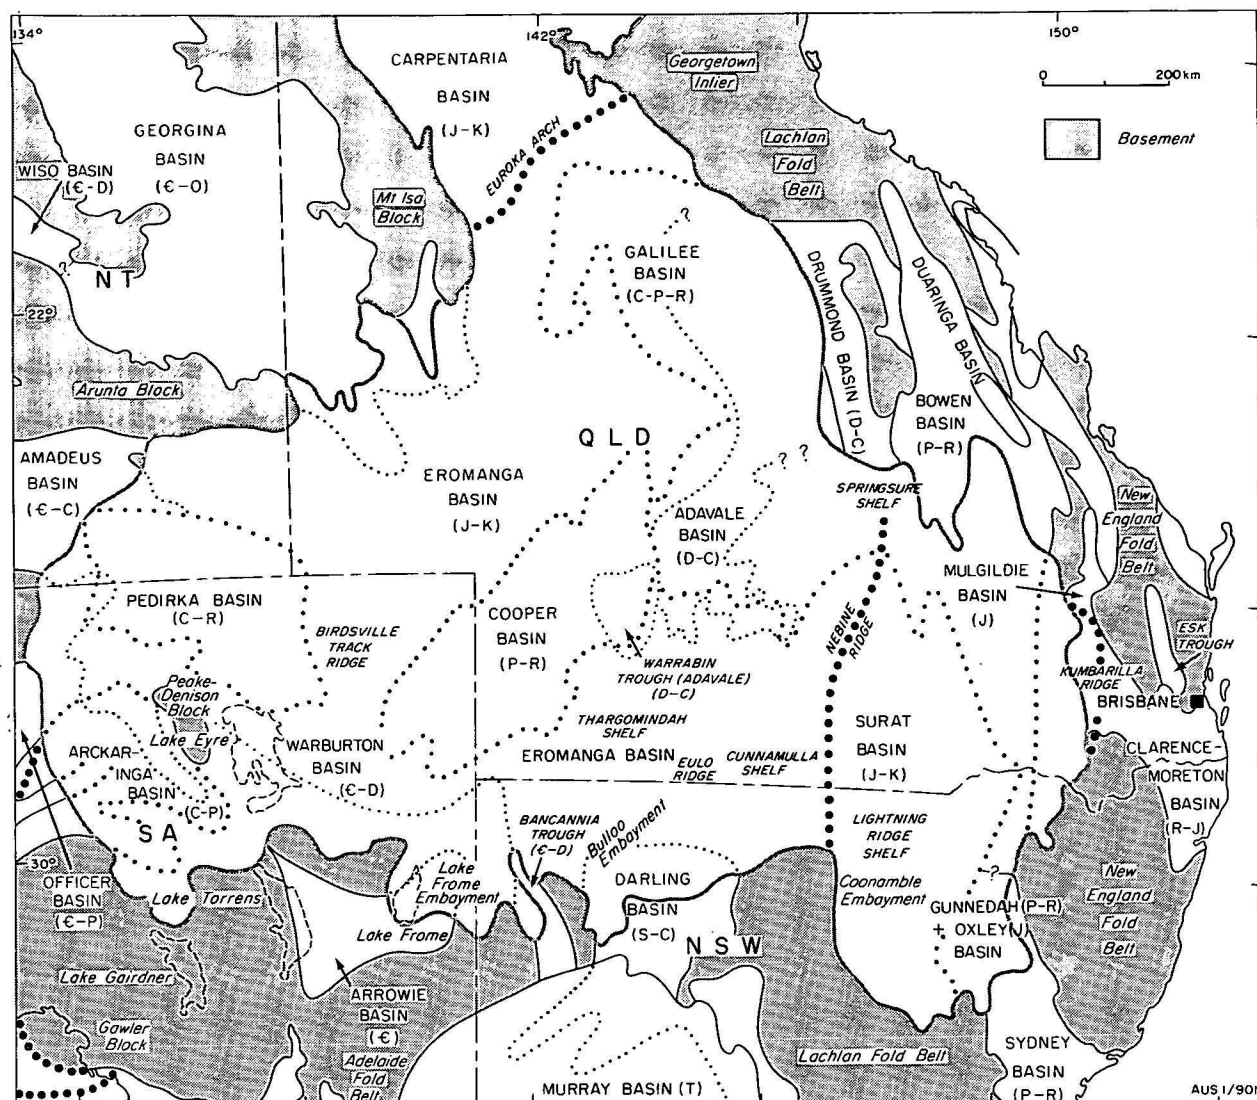 134°
142°
150°
0 200 km
Basement
CARPENTARIA
BASIN
(J-K)
Georgetown
Inlier
Lachlan
Fold
Belt
EUROKA ARCH
GEORGINA
BASIN
(Є-O)
WISO BASIN
(Є-D)
?
NT
Mt Isa
Block
?
GALILEE
BASIN
(C-P-R)
DRUMMOND BASIN (D-C)
DUARINGA BASIN
22°
Arunta Block
BOWEN
BASIN
(P-R)
QLD
AMADEUS
BASIN
(Є-C)
EROMANGA
BASIN
(J-K)
? ?
SPRINGSURE
SHELF
ADAVALE
BASIN
(D-C)
New
England
Fold
Belt
MULGILDIE
BASIN
(J)
PEDIRKA BASIN
(C-R)
BIRDSVILLE
TRACK
RIDGE
COOPER
BASIN
(P-R)
NEBINE
RIDGE
ESK
TROUGH
WARRABIN
TROUGH (ADAVALE)
(D-C)
KUMBARILLA
RIDGE
BRISBANE
Peake-
Denison
Block
Lake Eyre
THARGOMINDAH
SHELF
SURAT
BASIN
(J-K)
ARCKAR-
INGA
BASIN
(C-P)
WARBURTON
BASIN
(Є-D)
EROMANGA BASIN
EULO
RIDGE
CUNNAMULLA
SHELF
CLARENCE-
MORETON
BASIN
(R-J)
SA
BANCANNIA
TROUGH
(Є-D)
Bulloo
Embayment
LIGHTNING
RIDGE
SHELF
30°
OFFICER
BASIN
(Є-P)
Lake Torrens
Lake
Frome
Embayment
Lake Frome
DARLING
BASIN
(S-C)
Coonamble
Embayment
?
GUNNEDAH (P-R)
+ OXLEY (J)
BASIN
New
England
Fold
Belt
NSW
Lake Gairdner
ARROWIE
BASIN
(Є)
Gawler
Block
Adelaide
Fold
Belt
Lachlan Fold Belt
SYDNEY
BASIN
(P-R)
MURRAY BASIN (T)